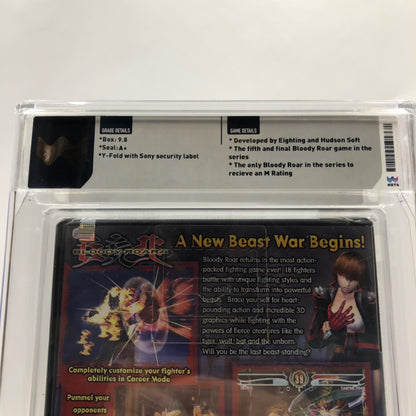 GRADE DETAILS
*Box: 9.8
*Seal: A+
*Y-Fold with Sony security label
GAME DETAILS
* Developed by Eighting and Hudson Soft
* The fifth and final Bloody Roar game in the
series
* The only Bloody Roar in the series to
recieve an M Rating
WATA
BLOODY ROAR 4
A New Beast War Begins!
Bloody Roar returns in the most action-
packed fighting game ever! 18 fighters
battle with unique fighting styles and
the ability to transform into powerful
beasts. Brace yourself for heart-
pounding action and incredible 3D
graphics while fighting with the
powers of fierce creatures like the
tiger, wolf, bat and the unborn.
Will you be the last beast standing?
Completely customize your fighter's
abilities in Career Mode
Pummel your
opponents
39